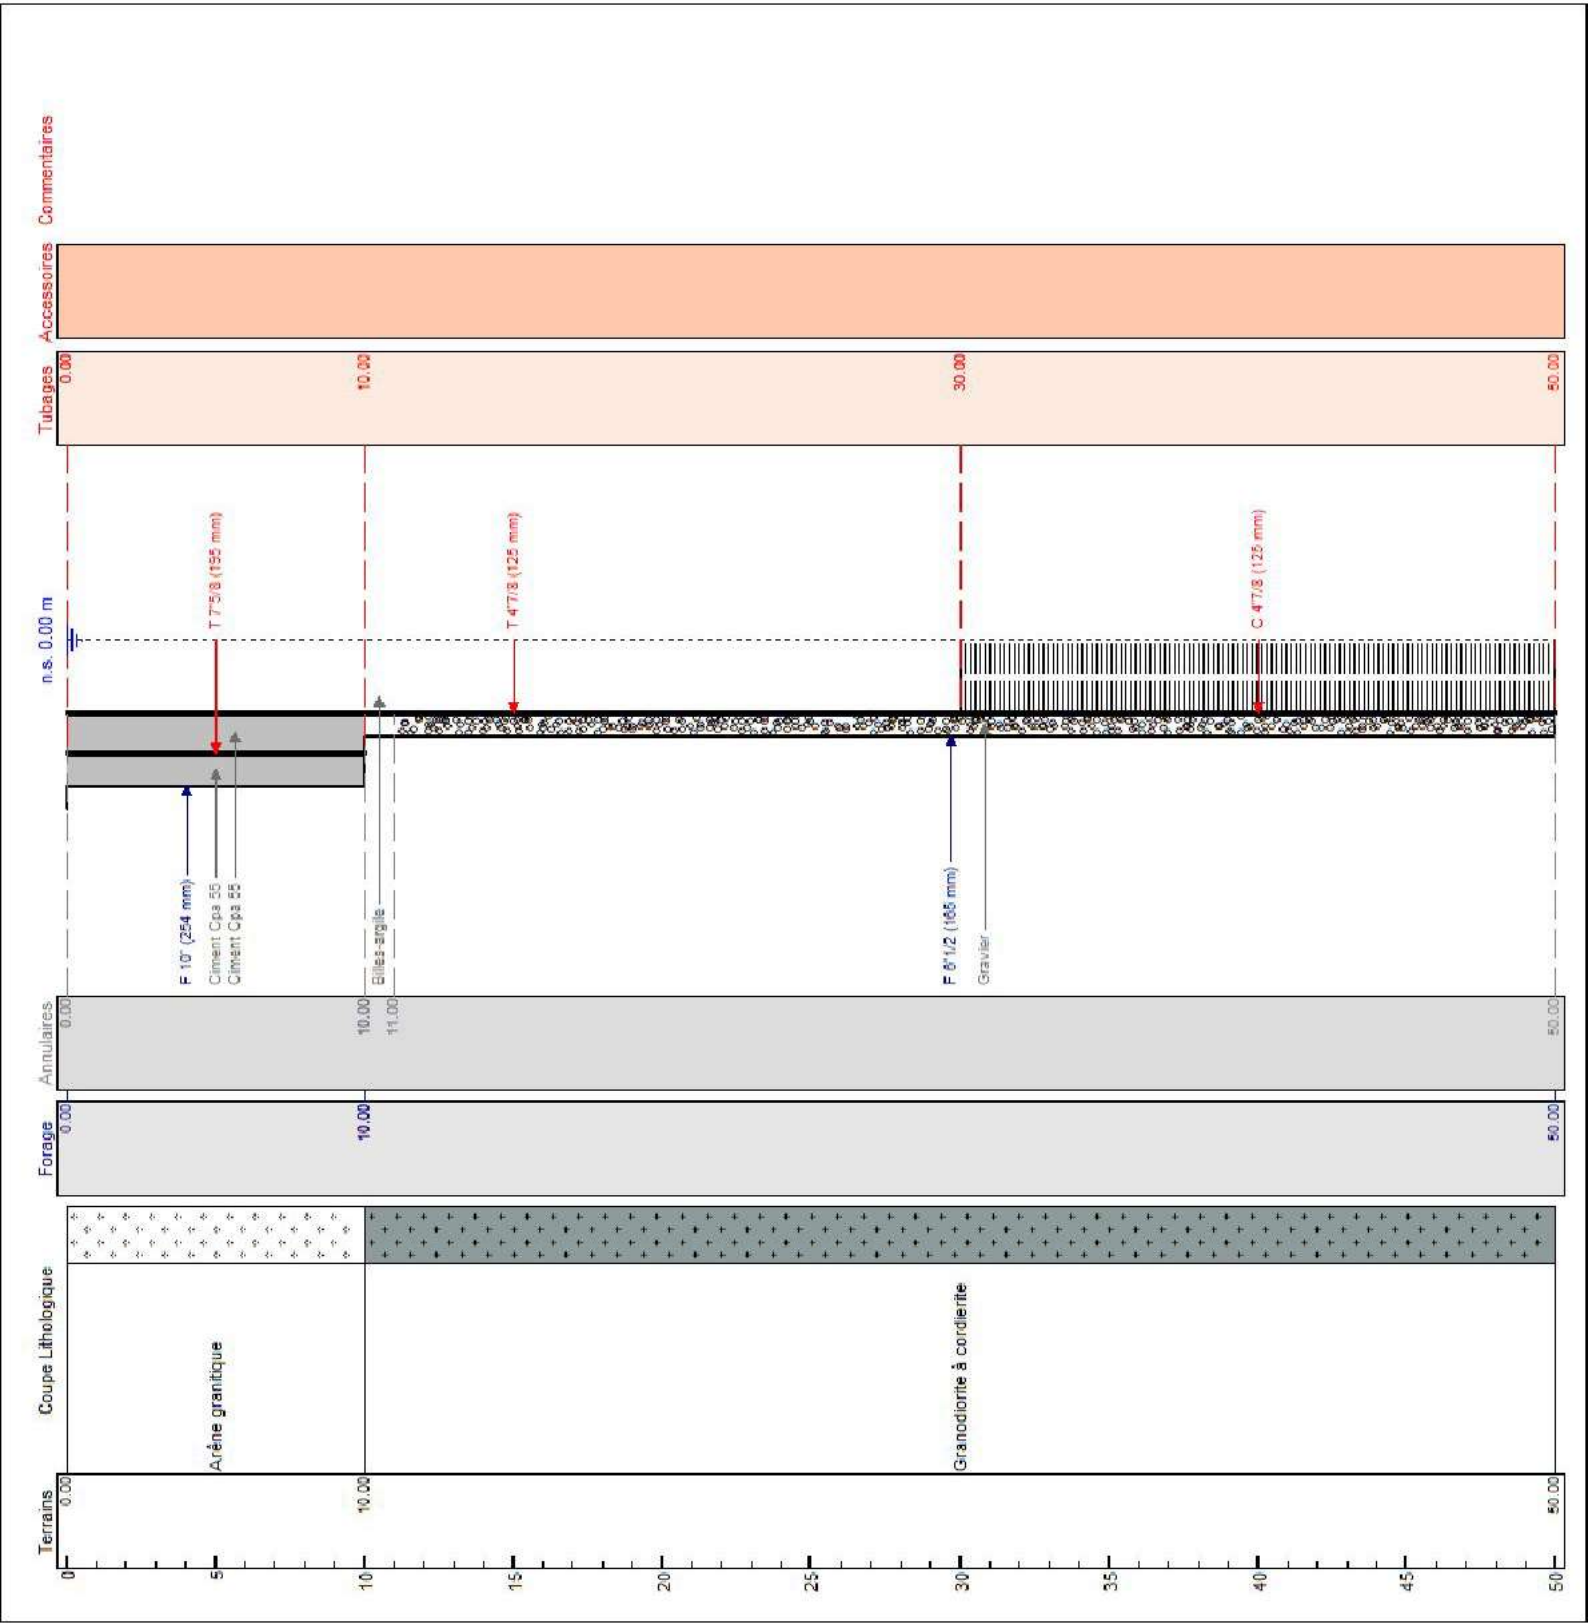 Terrains
Coupe Lithologique
Forage
Annulaires
n.s. 0.00 m
Tubages
Accessoires
Commentaires
0
0.00
0.00
0.00
0.00
F 10" (254 mm)
5
Arène granitique
Ciment Cpa 55
T 7"5/8 (195 mm)
Ciment Cpa 55
10
10.00
10.00
10.00
10.00
Billes-argile
11.00
15
T 4"7/8 (125 mm)
20
25
F 6"1/2 (165 mm)
30
Granodiorite à cordierite
30.00
Gravier
35
40
C 4"7/8 (125 mm)
45
50
50.00
50.00
50.00
50.00